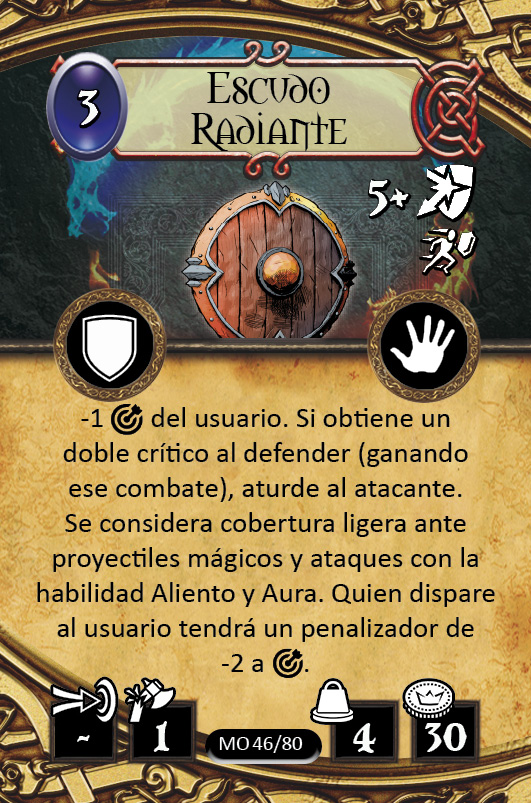 3
Escudo
Radiante
5+
-1 del usuario. Si obtiene un
doble crítico al defender (ganando
ese combate), aturde al atacante.
Se considera cobertura ligera ante
proyectiles mágicos y ataques con la
habilidad Aliento y Aura. Quien dispare
al usuario tendrá un penalizador de
-2 a .
- 1 MO 46/80 4 30